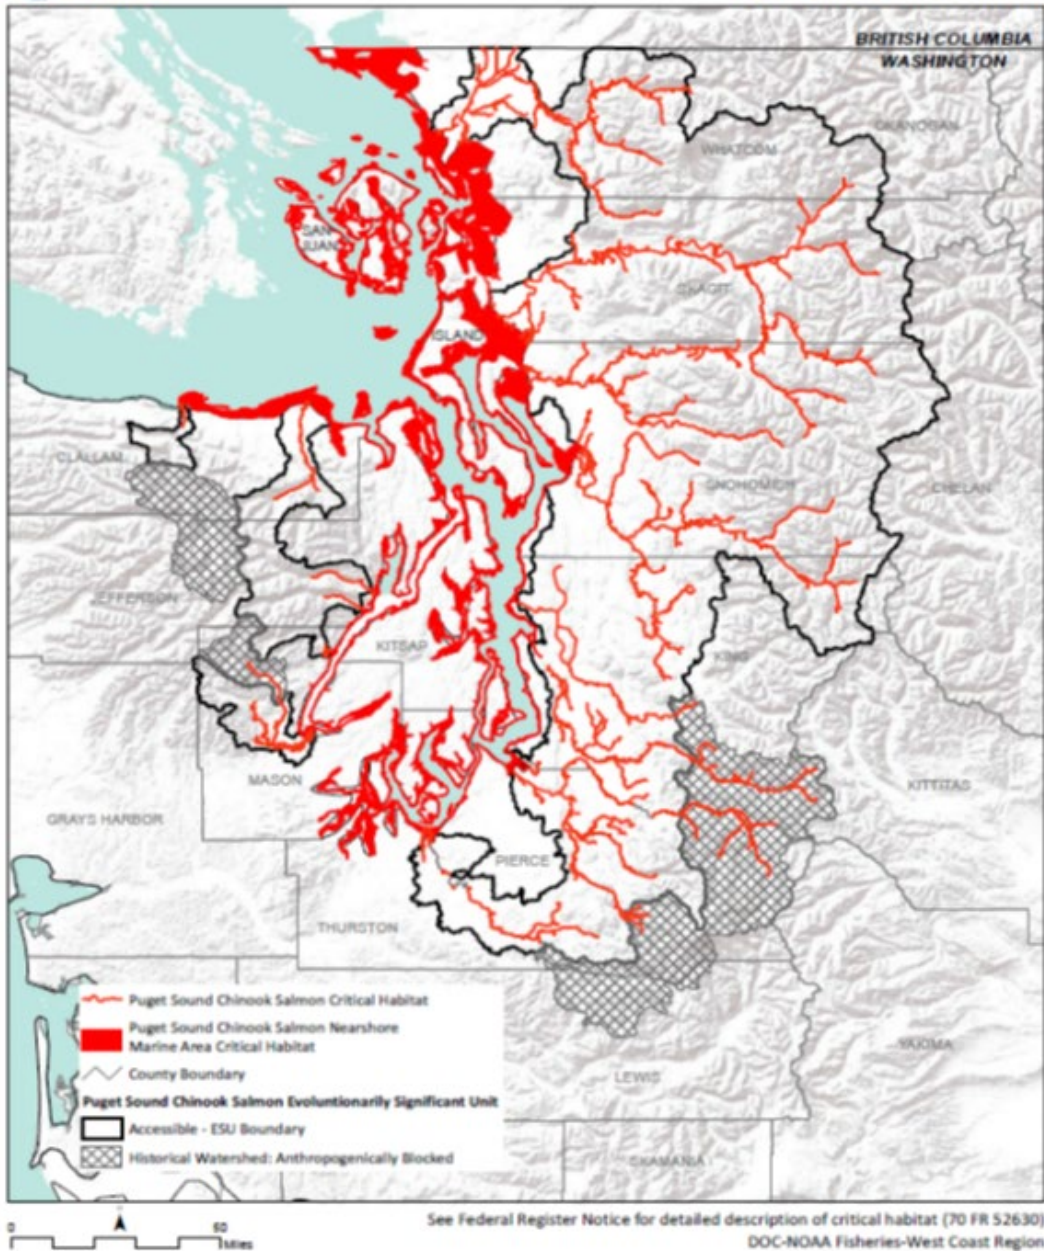 BRITISH COLUMBIA
WASHINGTON
OKANOGAN
WHATCOM
SAN
JUAN
SKAGIT
ISLAND
CLALLAM
SNOHOMISH
CHELAN
JEFFERSON
KITSAP
KING
MASON
KITTITAS
GRAYS HARBOR
PIERCE
THURSTON
Puget Sound Chinook Salmon Critical Habitat
Puget Sound Chinook Salmon Nearshore
Marine Area Critical Habitat
County Boundary
YAKIMA
LEWIS
Puget Sound Chinook Salmon Evoluntionarily Significant Unit
Accessible - ESU Boundary
Historical Watershed: Anthropogenically Blocked
SKAMANIA
0 50
Miles
See Federal Register Notice for detailed description of critical habitat (70 FR 52630)
DOC-NOAA Fisheries-West Coast Region